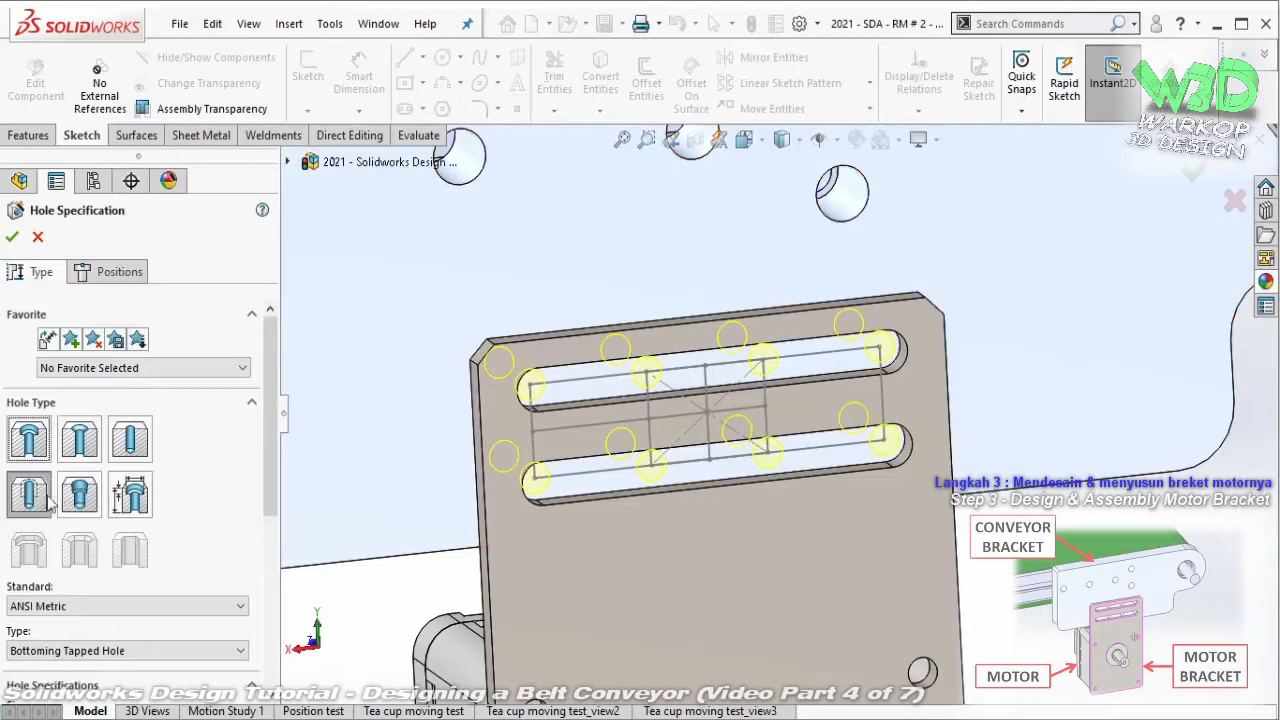 SOLIDWORKS
File Edit View Insert Tools Window Help
2021 - SDA - RM # 2 - ...
Search Commands
Edit Component
No External References
Hide/Show Components
Change Transparency
Assembly Transparency
Sketch
Smart Dimension
Trim Entities
Convert Entities
Offset Entities
Offset On Surface
Mirror Entities
Linear Sketch Pattern
Move Entities
Display/Delete Relations
Repair Sketch
Quick Snaps
Rapid Sketch
Instant2D
W3D
WARKOP
3D DESIGN
Features Sketch Surfaces Sheet Metal Weldments Direct Editing Evaluate
2021 - Solidworks Design ...
Hole Specification
Type Positions
Favorite
No Favorite Selected
Hole Type
Standard:
ANSI Metric
Type:
Bottoming Tapped Hole
Hole Specifications
Y
X
Z
Langkah 3 : Mendesain & menyusun breket motornya
Step 3 - Design & Assembly Motor Bracket
CONVEYOR
BRACKET
MOTOR
MOTOR
BRACKET
Solidworks Design Tutorial - Designing a Belt Conveyor (Video Part 4 of 7)
Model 3D Views Motion Study 1 Position test Tea cup moving test Tea cup moving test_view2 Tea cup moving test_view3